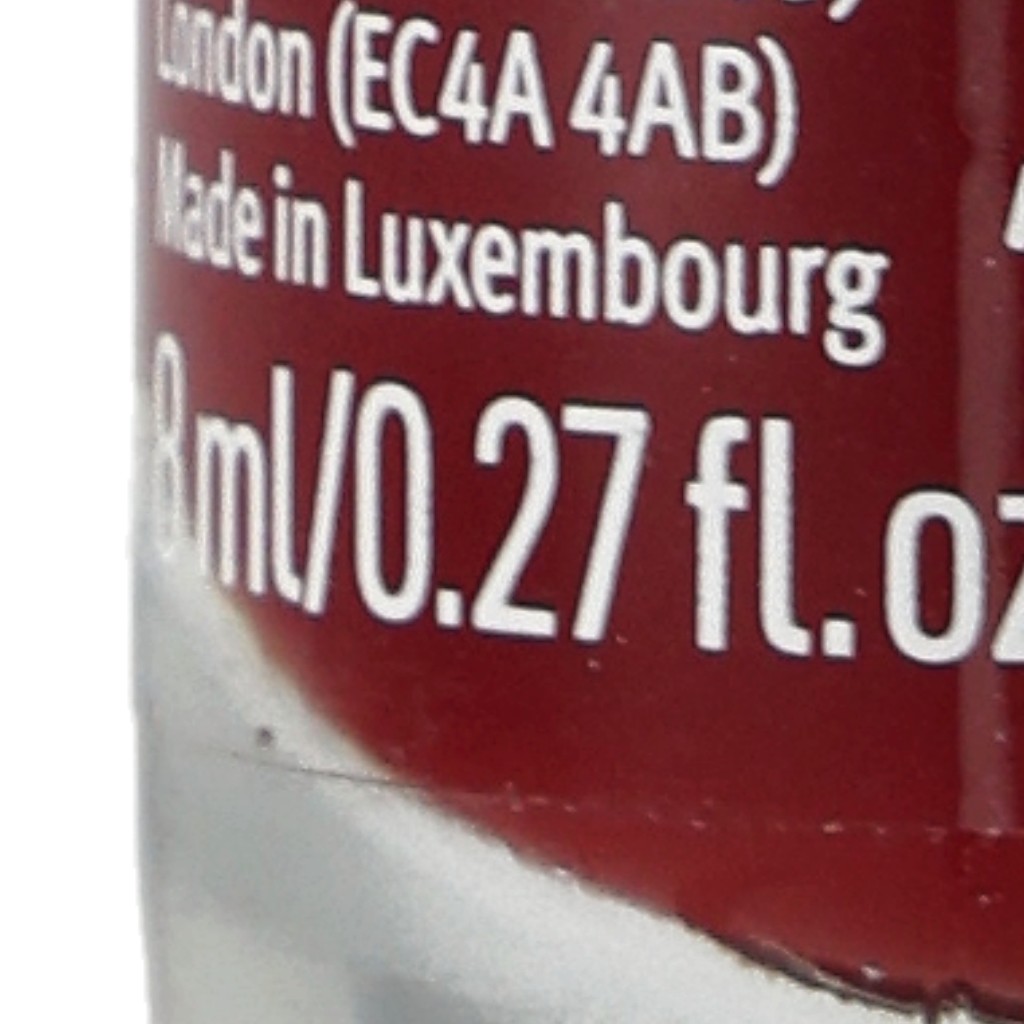 London (EC4A 4AB)
Made in Luxembourg
8 ml/0.27 fl. oz